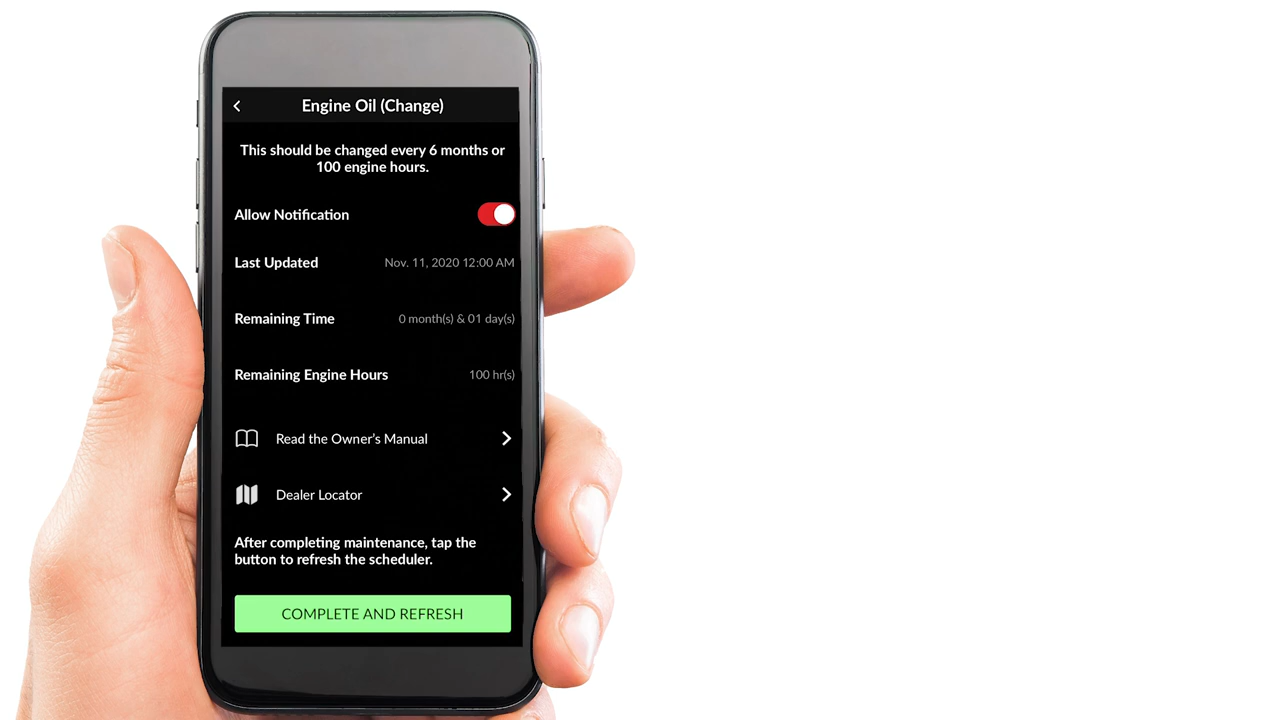 Engine Oil (Change)
This should be changed every 6 months or
100 engine hours.
Allow Notification
Last Updated Nov. 11, 2020 12:00 AM
Remaining Time 0 month(s) & 01 day(s)
Remaining Engine Hours 100 hr(s)
Read the Owner's Manual
Dealer Locator
After completing maintenance, tap the
button to refresh the scheduler.
COMPLETE AND REFRESH